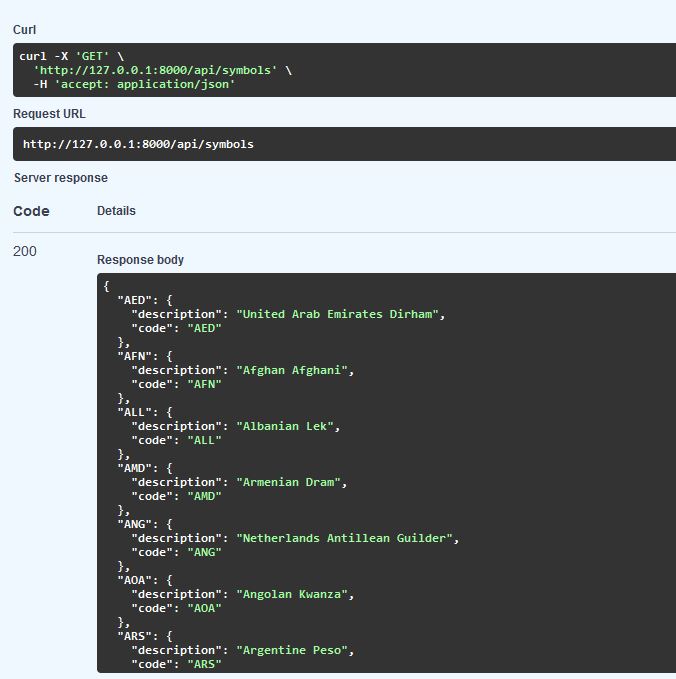 Curl
curl -X 'GET' \
'http://127.0.0.1:8000/api/symbols' \
-H 'accept: application/json'
Request URL
http://127.0.0.1:8000/api/symbols
Server response
Code Details
200
Response body
{
"AED": {
"description": "United Arab Emirates Dirham",
"code": "AED"
},
"AFN": {
"description": "Afghan Afghani",
"code": "AFN"
},
"ALL": {
"description": "Albanian Lek",
"code": "ALL"
},
"AMD": {
"description": "Armenian Dram",
"code": "AMD"
},
"ANG": {
"description": "Netherlands Antillean Guilder",
"code": "ANG"
},
"AOA": {
"description": "Angolan Kwanza",
"code": "AOA"
},
"ARS": {
"description": "Argentine Peso",
"code": "ARS"